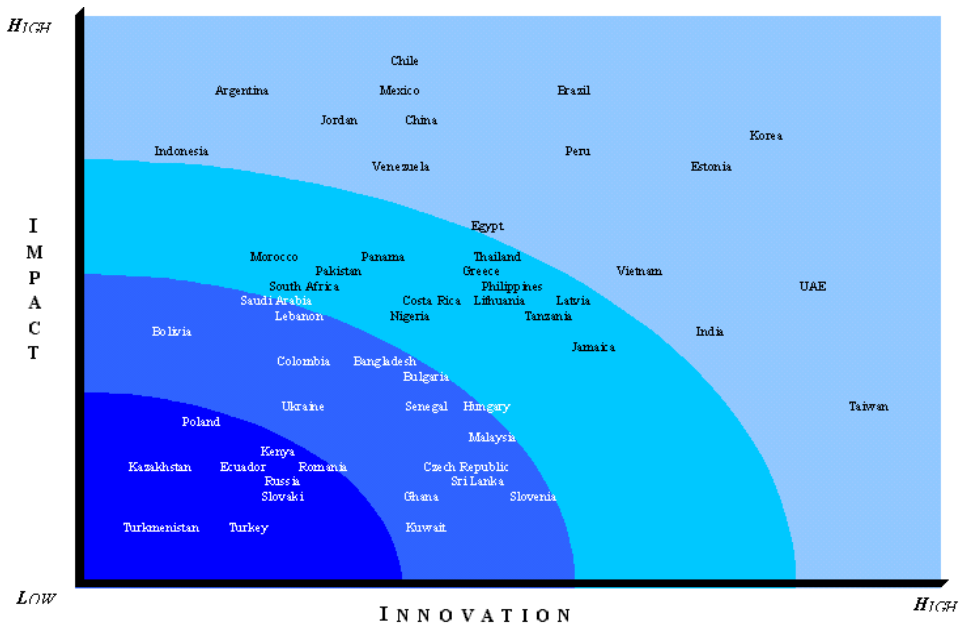 HIGH
Chile
Argentina Mexico Brazil
Jordan China
Korea
Indonesia Peru
Venezuela Estonia
Egypt
Morocco Panama Thailand
Pakistan Greece Vietnam
South Africa Philippines UAE
Saudi Arabia Costa Rica Lithuania Latvia
Lebanon Nigeria Tanzania
Bolivia India
Jamaica
Colombia Bangladesh
Bulgaria
Ukraine Senegal Hungary Taiwan
Poland
Malaysia
Kenya
Kazakhstan Ecuador Romania Czech Republic
Russia Sri Lanka
Slovaki Ghana Slovenia
Turkmenistan Turkey Kuwait
IMPACT
LOW
INNOVATION
HIGH